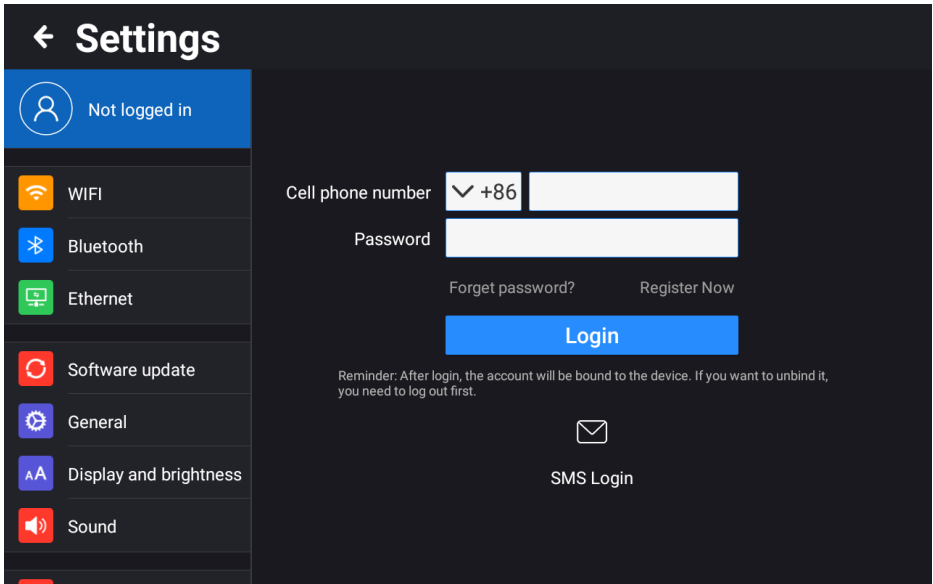 Settings
Not logged in
WIFI
Bluetooth
Ethernet
Software update
General
AA Display and brightness
Sound
Cell phone number +86
Password
Forget password? Register Now
Login
Reminder: After login, the account will be bound to the device. If you want to unbind it,
you need to log out first.
SMS Login